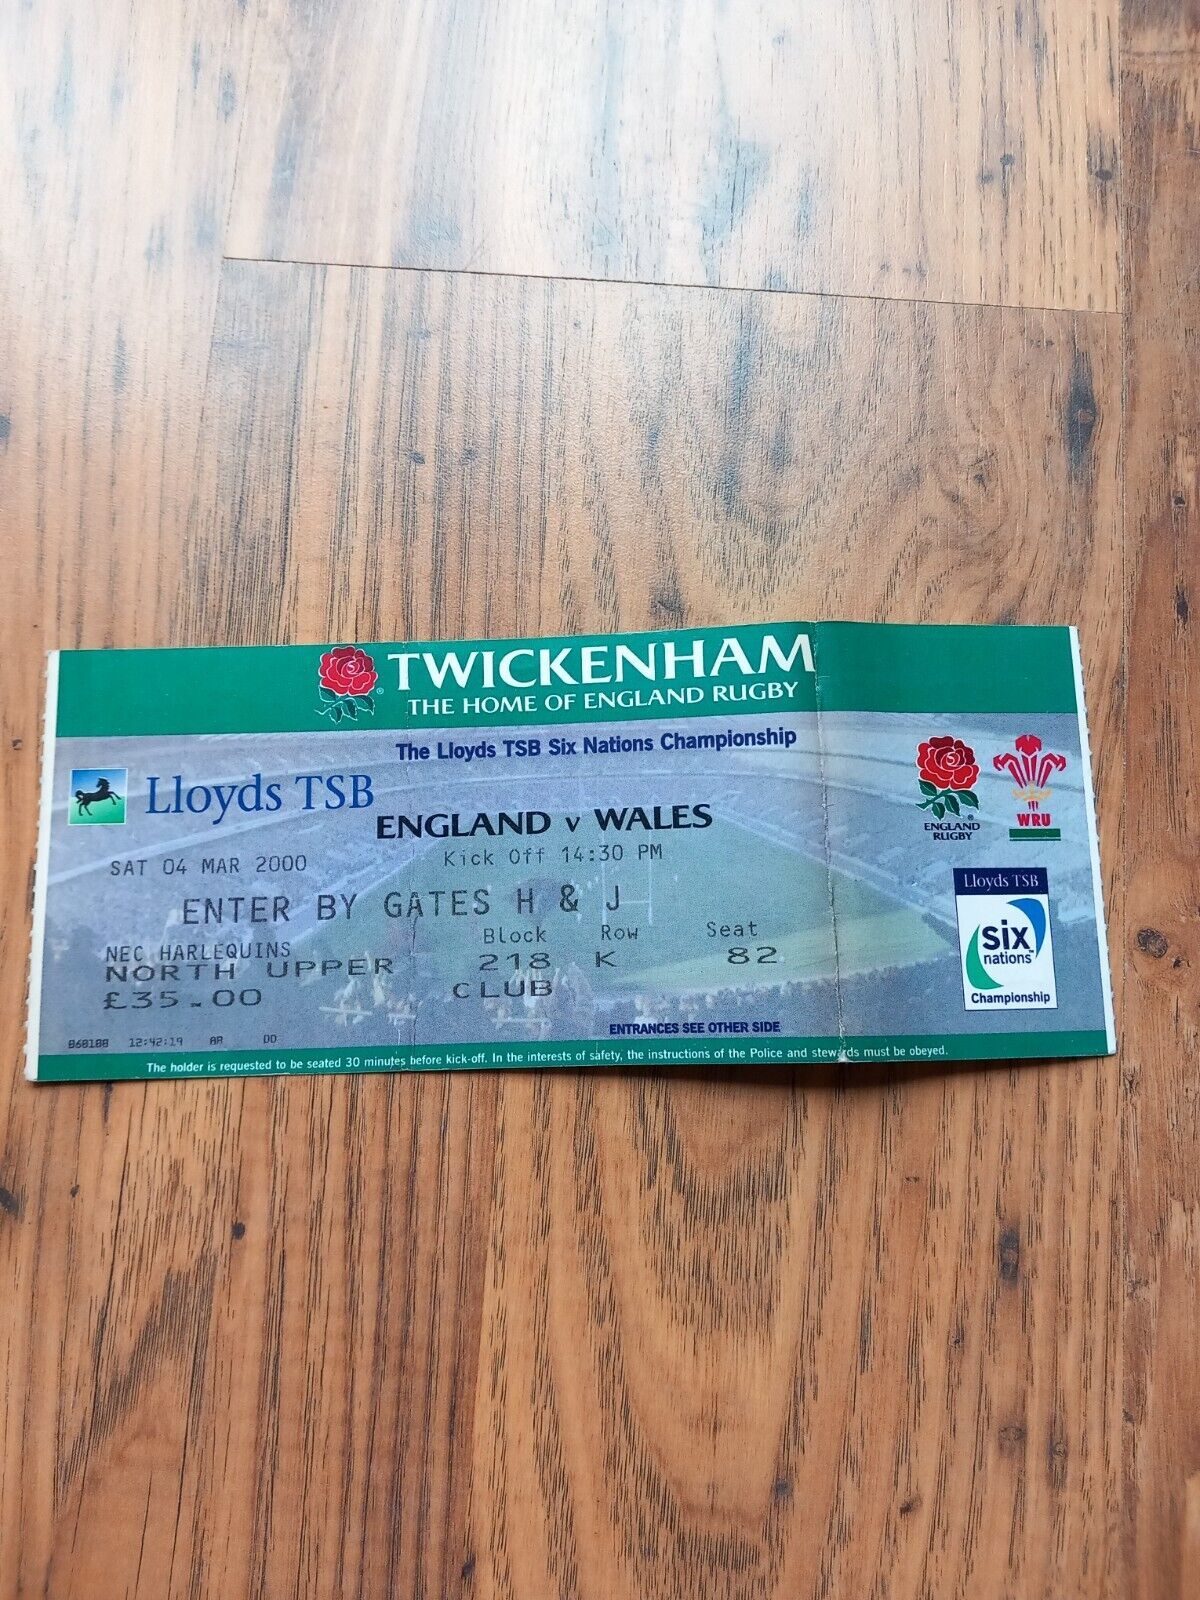 TWICKENHAM
THE HOME OF ENGLAND RUGBY
The Lloyds TSB Six Nations Championship
Lloyds TSB
ENGLAND v WALES
SAT 04 MAR 2000
Kick Off 14:30 PM
ENTER BY GATES H & J
NEC HARLEQUINS
Block Row Seat
NORTH UPPER 218 K 82
£35.00 CLUB
ENTRANCES SEE OTHER SIDE
868188 12:42:19 AA DD
The holder is requested to be seated 30 minutes before kick-off. In the interests of safety, the instructions of the Police and stewards must be obeyed.
ENGLAND
RUGBY
WRU
Lloyds TSB
six
nations™
Championship